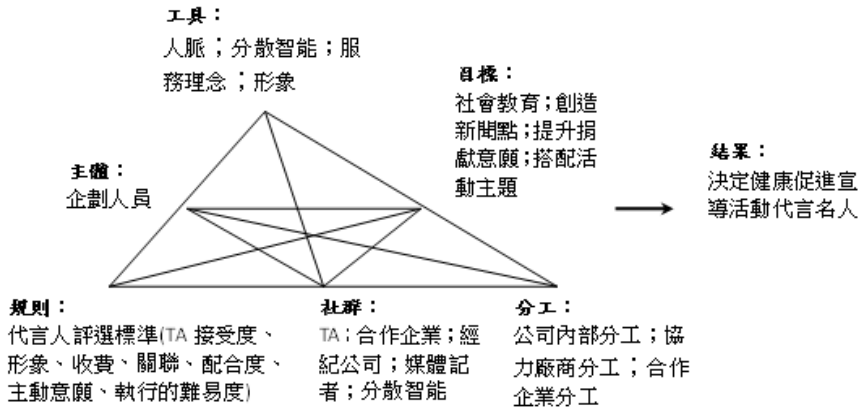 工具：
人脈；分散智能；服
務理念；形象
目標：
社會教育；創造
新聞點；提升捐
獻意願；搭配活
動主題
主體：
企劃人員
結果：
決定健康促進宣
導活動代言名人
規則：
代言人評選標準(TA 接受度、
形象、收費、關聯、配合度、
主動意願、執行的難易度)
社群：
TA；合作企業；經
紀公司；媒體記
者；分散智能
分工：
公司內部分工；協
力廠商分工；合作
企業分工